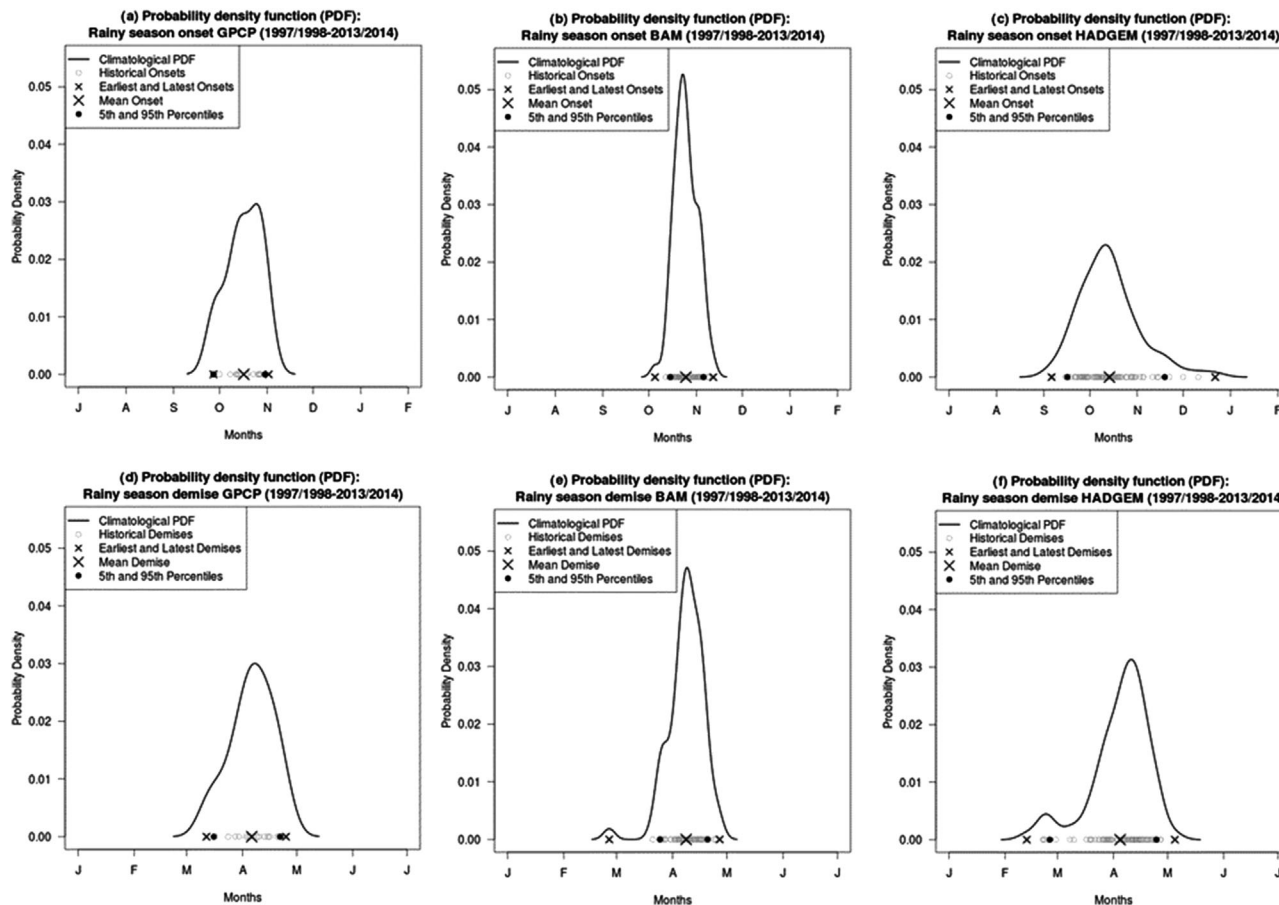 (a) Probability density function (PDF):
Rainy season onset GPCP (1997/1998-2013/2014)
Climatological PDF
Historical Onsets
Earliest and Latest Onsets
Mean Onset
5th and 95th Percentiles
Probability Density
0.05
0.04
0.03
0.02
0.01
0.00
J A S O N D J F
Months
(b) Probability density function (PDF):
Rainy season onset BAM (1997/1998-2013/2014)
Climatological PDF
Historical Onsets
Earliest and Latest Onsets
Mean Onset
5th and 95th Percentiles
Probability Density
0.05
0.04
0.03
0.02
0.01
0.00
J A S O N D J F
Months
(c) Probability density function (PDF):
Rainy season onset HADGEM (1997/1998-2013/2014)
Climatological PDF
Historical Onsets
Earliest and Latest Onsets
Mean Onset
5th and 95th Percentiles
Probability Density
0.05
0.04
0.03
0.02
0.01
0.00
J A S O N D J F
Months
(d) Probability density function (PDF):
Rainy season demise GPCP (1997/1998-2013/2014)
Climatological PDF
Historical Demises
Earliest and Latest Demises
Mean Demise
5th and 95th Percentiles
Probability Density
0.05
0.04
0.03
0.02
0.01
0.00
J F M A M J J
Months
(e) Probability density function (PDF):
Rainy season demise BAM (1997/1998-2013/2014)
Climatological PDF
Historical Demises
Earliest and Latest Demises
Mean Demise
5th and 95th Percentiles
Probability Density
0.05
0.04
0.03
0.02
0.01
0.00
J F M A M J J
Months
(f) Probability density function (PDF):
Rainy season demise HADGEM (1997/1998-2013/2014
Climatological PDF
Historical Demises
Earliest and Latest Demises
Mean Demise
5th and 95th Percentiles
Probability Density
0.05
0.04
0.03
0.02
0.01
0.00
J F M A M J J
Months